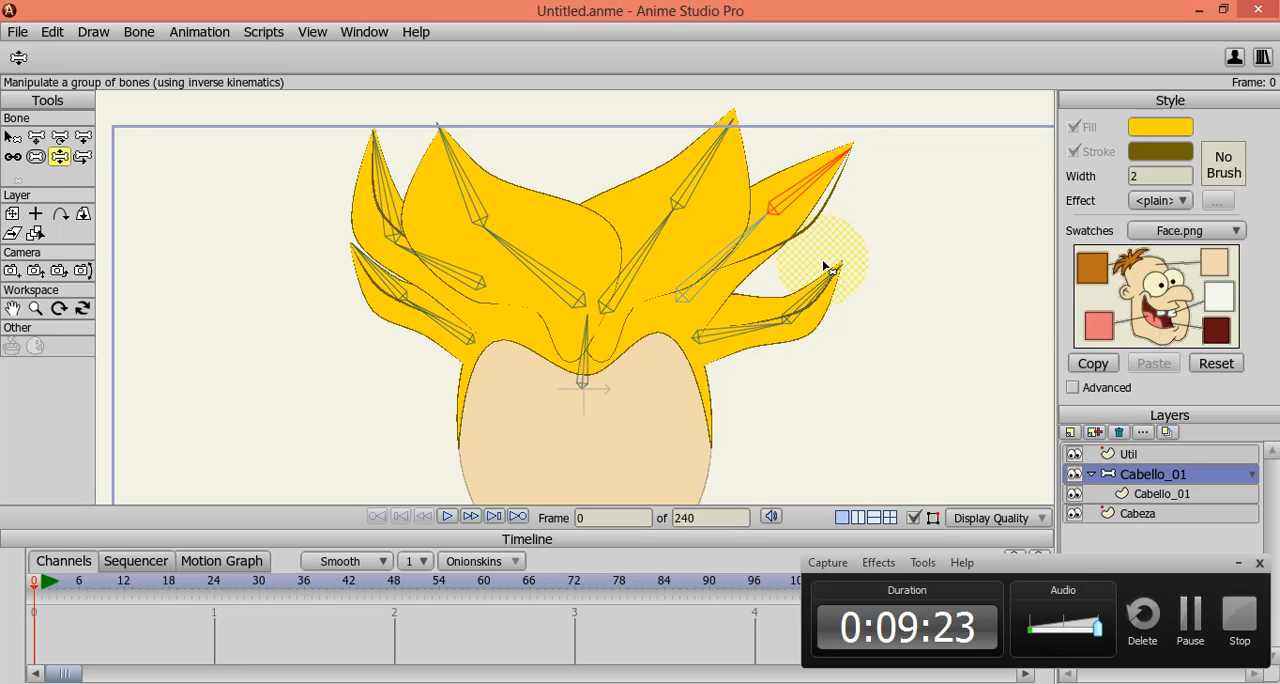 Untitled.anme - Anime Studio Pro
File Edit Draw Bone Animation Scripts View Window Help
Manipulate a group of bones (using inverse kinematics) Frame: 0
Tools
Bone
Layer
Camera
Workspace
Other
Style
Fill
Stroke
No Brush
Width 2
Effect <plain>
...
Swatches Face.png
Copy Paste Reset
Advanced
Layers
Util
Cabello_01
Cabello_01
Cabeza
Frame 0 of 240 Display Quality
Timeline
Channels Sequencer Motion Graph Smooth 1 Onionskins
0 6 12 18 24 30 36 42 48 54 60 66 72 78 84 90 96
0 1 2 3 4
Capture Effects Tools Help
Duration Audio
0:09:23
Delete Pause Stop